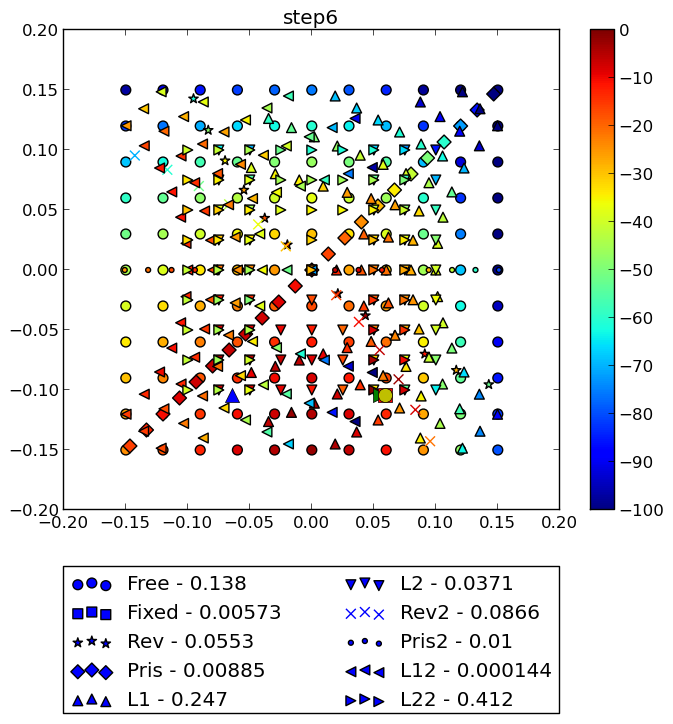 step6
0.20
0.15
0.10
0.05
0.00
−0.05
−0.10
−0.15
−0.20
−0.20 −0.15 −0.10 −0.05 0.00 0.05 0.10 0.15 0.20
0
−10
−20
−30
−40
−50
−60
−70
−80
−90
−100
Free - 0.138
Fixed - 0.00573
Rev - 0.0553
Pris - 0.00885
L1 - 0.247
L2 - 0.0371
Rev2 - 0.0866
Pris2 - 0.01
L12 - 0.000144
L22 - 0.412